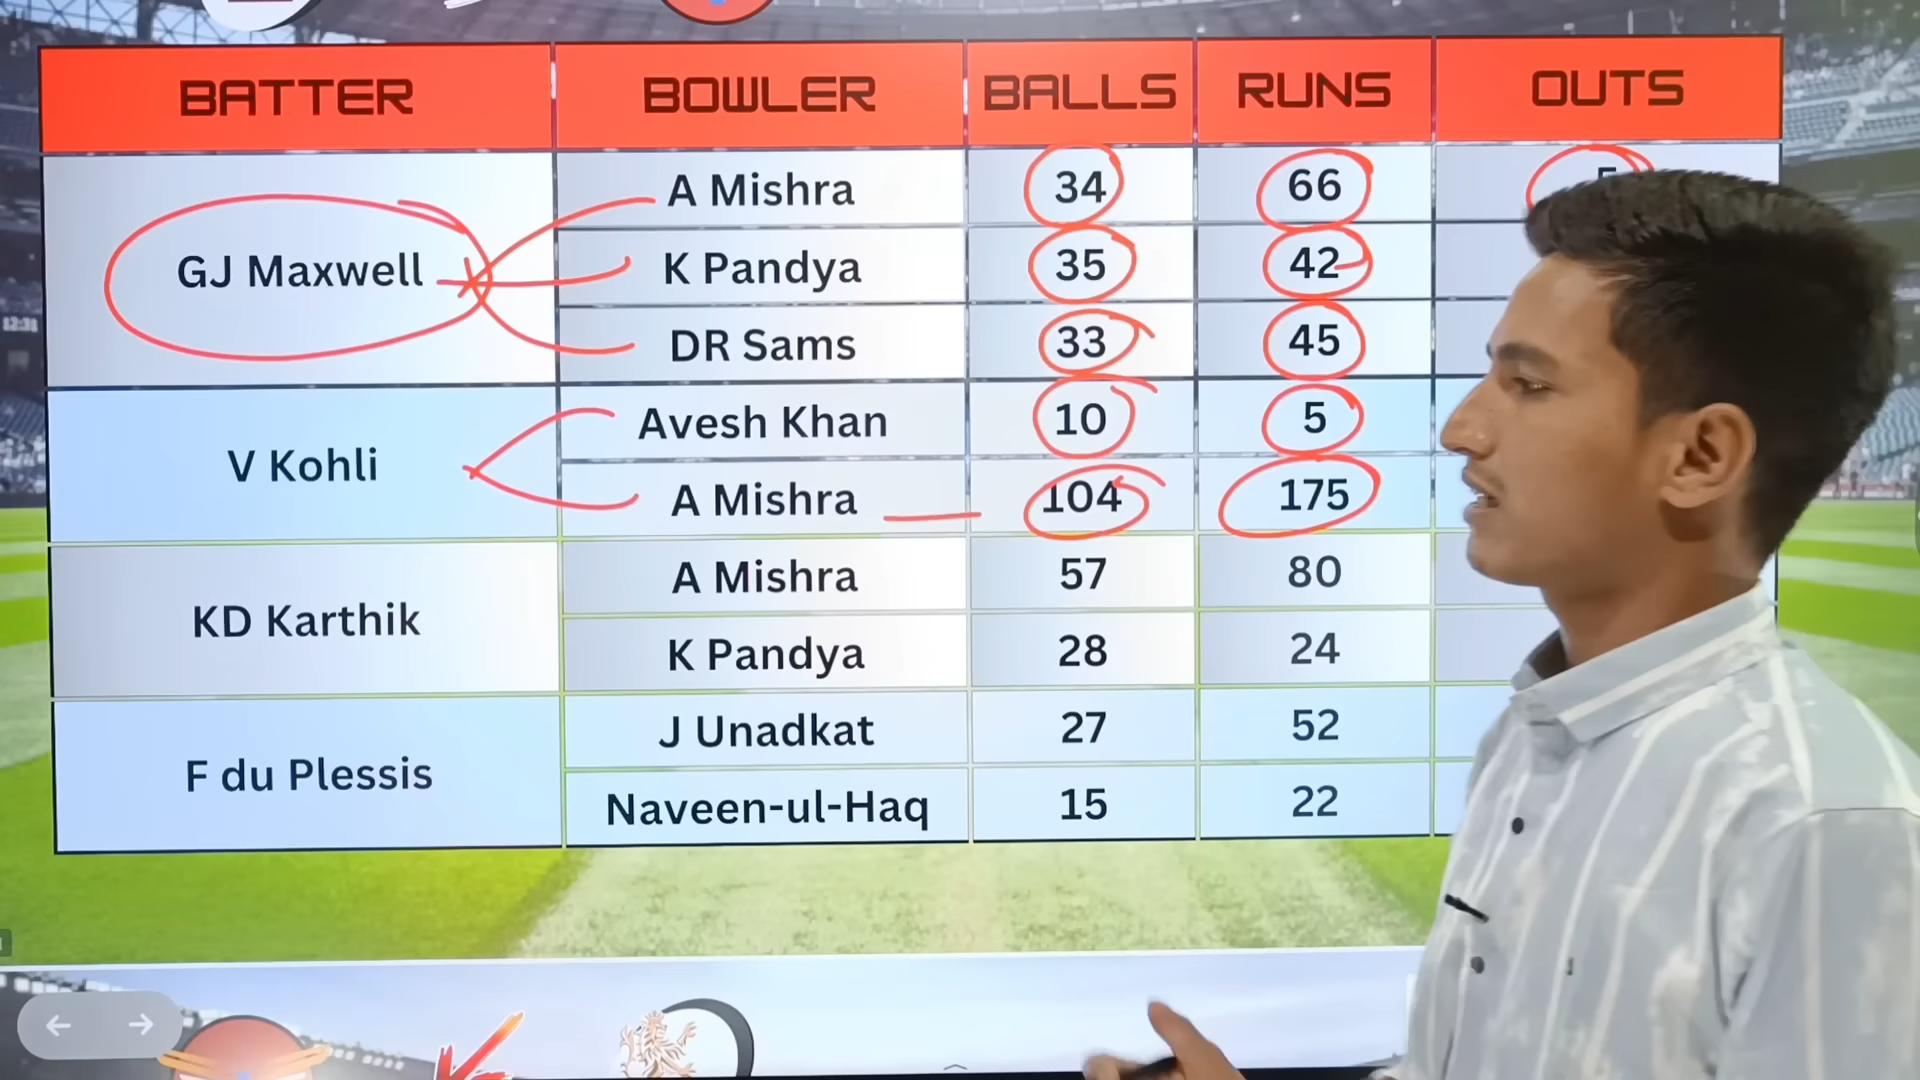 BATTER BOWLER BALLS RUNS OUTS
GJ Maxwell
A Mishra 34 66
K Pandya 35 42
DR Sams 33 45
V Kohli
Avesh Khan 10 5
A Mishra 104 175
KD Karthik
A Mishra 57 80
K Pandya 28 24
F du Plessis
J Unadkat 27 52
Naveen-ul-Haq 15 22